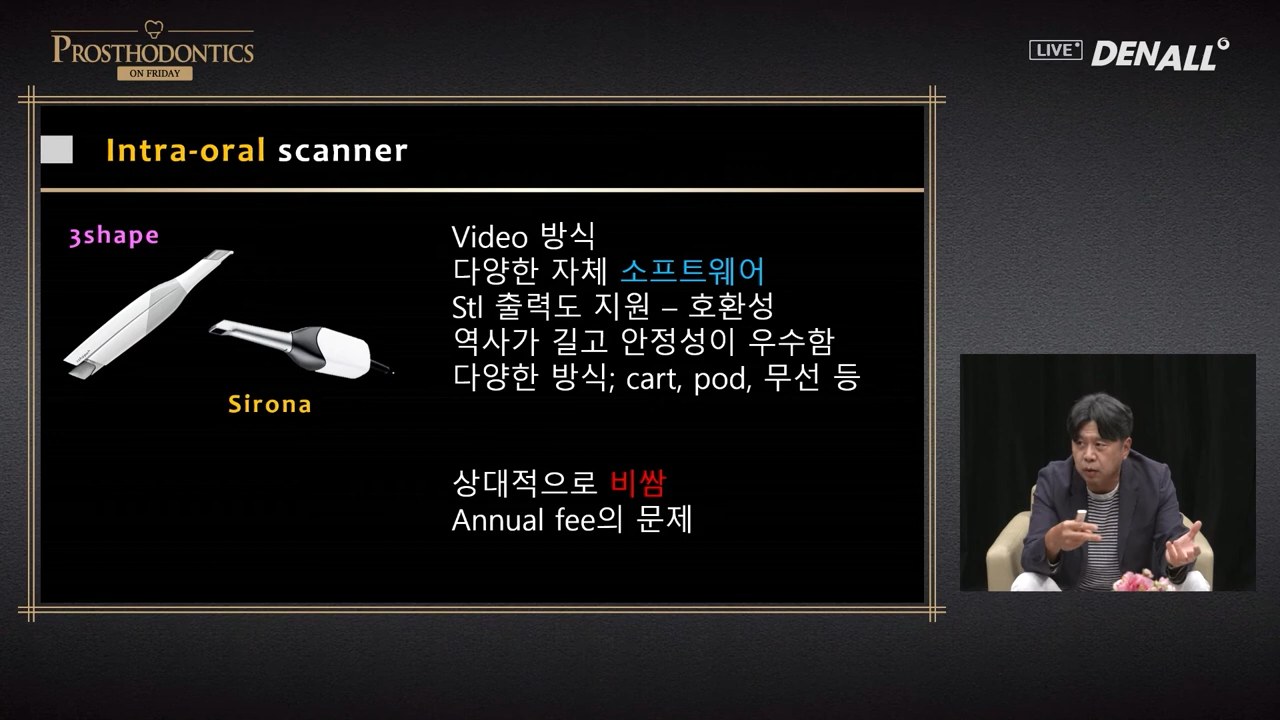 PROSTHODONTICS
ON FRIDAY
LIVE
DENALL
Intra-oral scanner
3shape
Sirona
Video 방식
다양한 자체 소프트웨어
Stl 출력도 지원 – 호환성
역사가 길고 안정성이 우수함
다양한 방식; cart, pod, 무선 등
상대적으로 비쌈
Annual fee의 문제